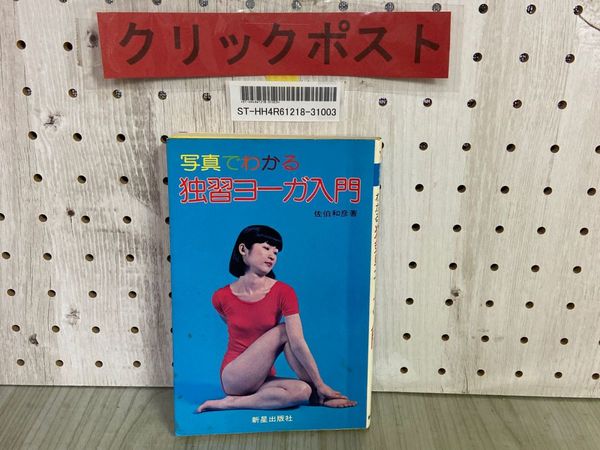 クリックポスト
ST-HH4R61218-31003
写真でわかる
独習ヨーガ入門
佐伯和彦著
新星出版社